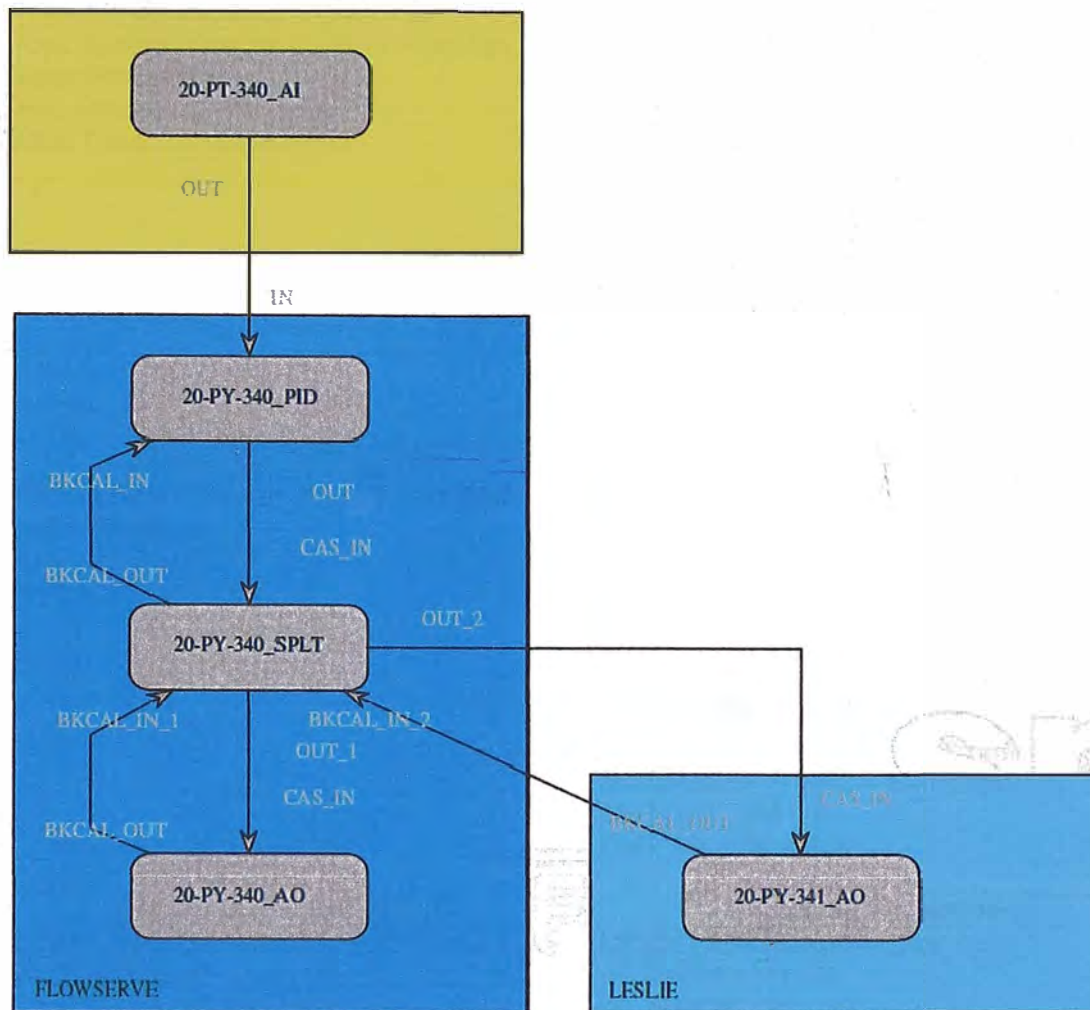 20-PT-340_AI
OUT
IN
20-PY-340_PID
BKCAL_IN
OUT
CAS_IN
BKCAL_OUT
OUT_2
20-PY-340_SPLT
BKCAL_IN_1
BKCAL_IN_2
OUT_1
CAS_IN
CAS_IN
BKCAL_OUT
BKCAL_OUT
20-PY-340_AO
20-PY-341_AO
FLOWSERVE
LESLIE